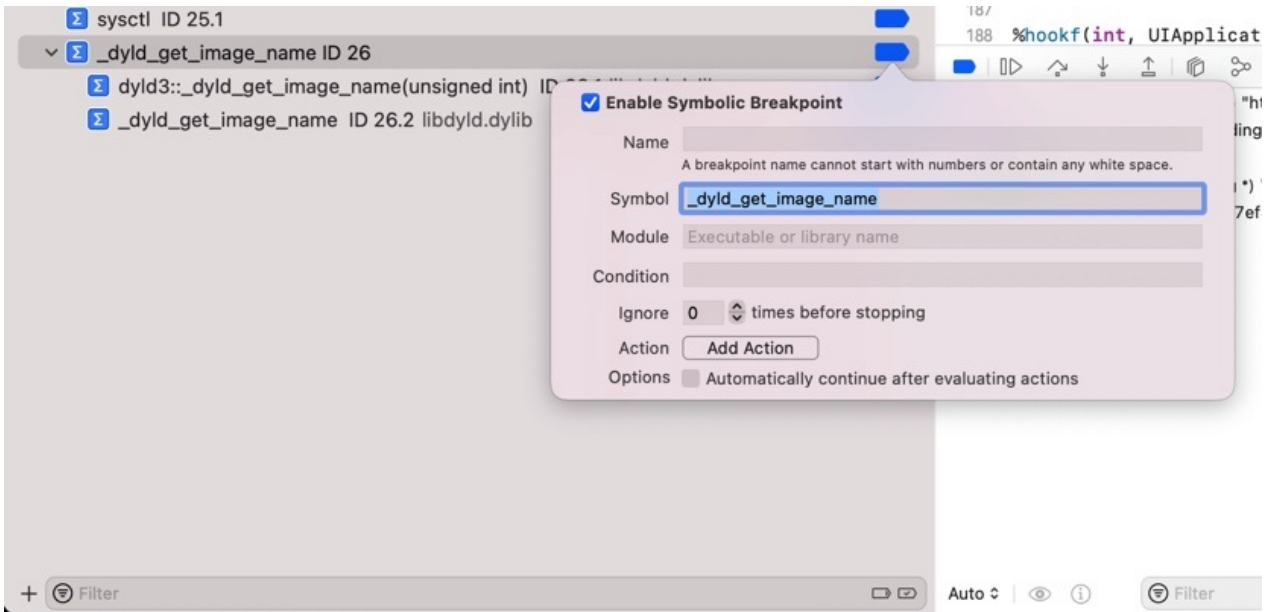 sysctl ID 25.1
_dyld_get_image_name ID 26
dyld3::_dyld_get_image_name(unsigned int)
_dyld_get_image_name ID 26.2 libdyld.dylib
Enable Symbolic Breakpoint
Name
A breakpoint name cannot start with numbers or contain any white space.
Symbol _dyld_get_image_name
Module Executable or library name
Condition
Ignore 0 times before stopping
Action Add Action
Options Automatically continue after evaluating actions
187
188 %hookf(int, UIApplicat
"ht
ding
*)
7ef
Filter
Auto
Filter